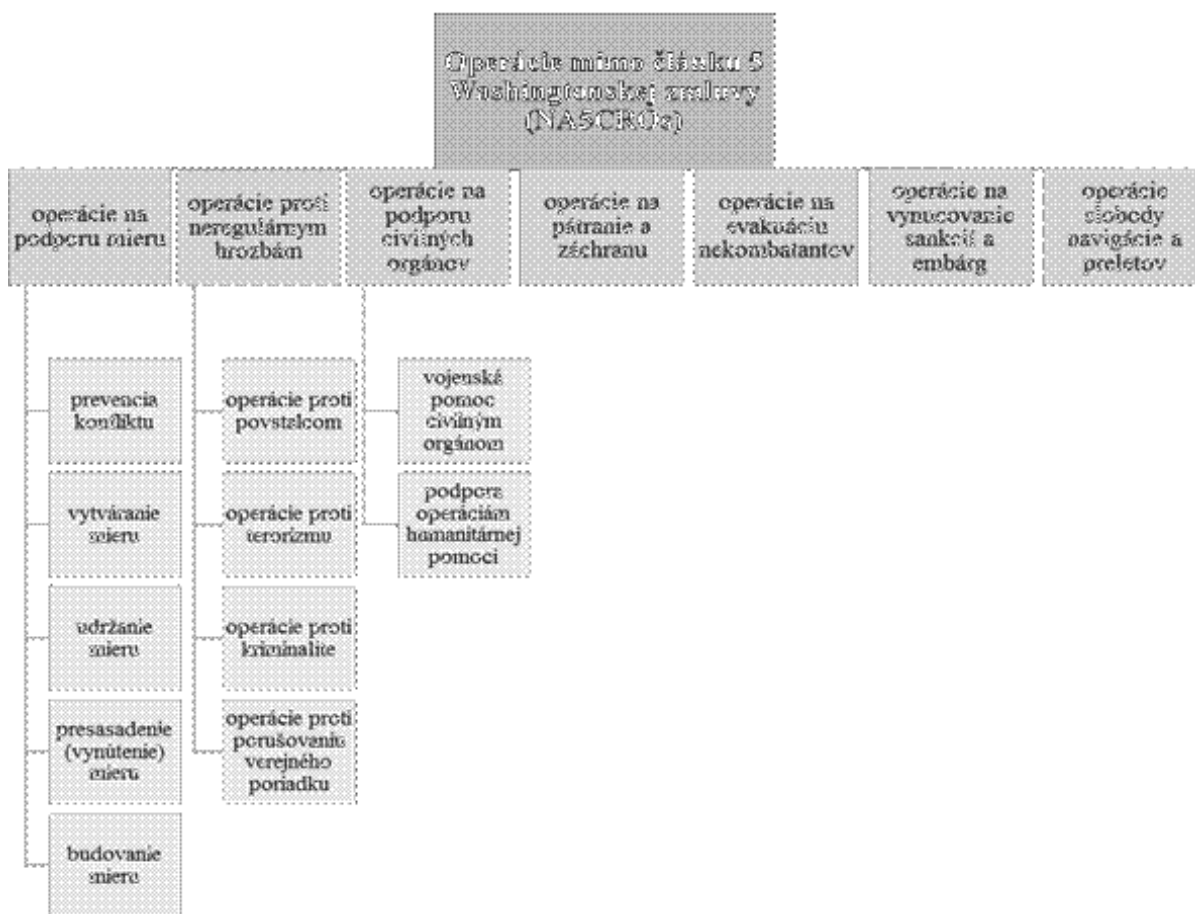 Operácie mimo článku 5
Washingtonskej zmluvy
(NA5CROs)
operácie na
podporu mieru
operácie proti
neregulárnym
hrozbám
operácie na
podporu
civilných
orgánov
operácie na
pátranie a
záchranu
operácie na
evakuáciu
nekombatantov
operácie na
vynucovanie
sankcií a
embárg
operácie
slobody
navigácie a
preletov
prevencia
konfliktu
vytváranie
mieru
udržanie
mieru
presasadenie
(vynútenie)
mieru
budovanie
mieru
operácie proti
povstalcom
operácie proti
terorizmu
operácie proti
kriminalite
operácie proti
porušovaniu
verejného
poriadku
vojenská
pomoc
civilným
orgánom
podpora
operáciám
humanitárnej
pomoci